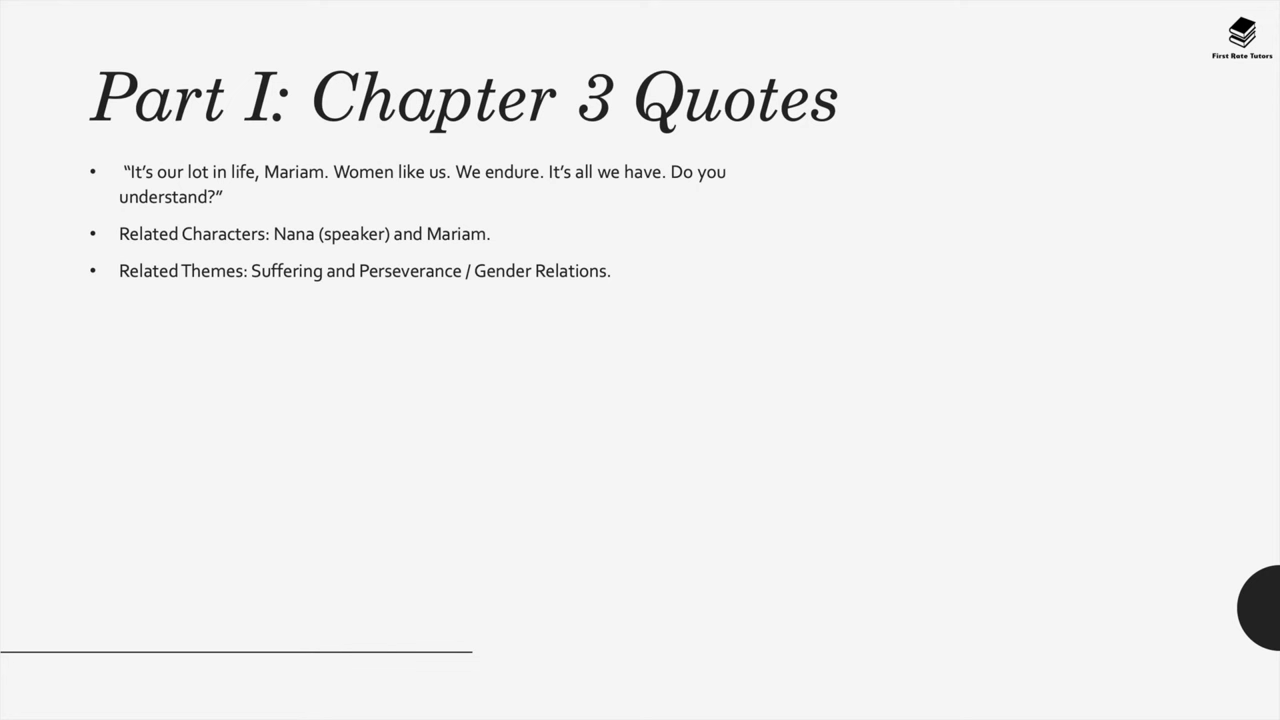 First Rate Tutors
Part I: Chapter 3 Quotes
• “It’s our lot in life, Mariam. Women like us. We endure. It’s all we have. Do you
understand?”
• Related Characters: Nana (speaker) and Mariam.
• Related Themes: Suffering and Perseverance / Gender Relations.